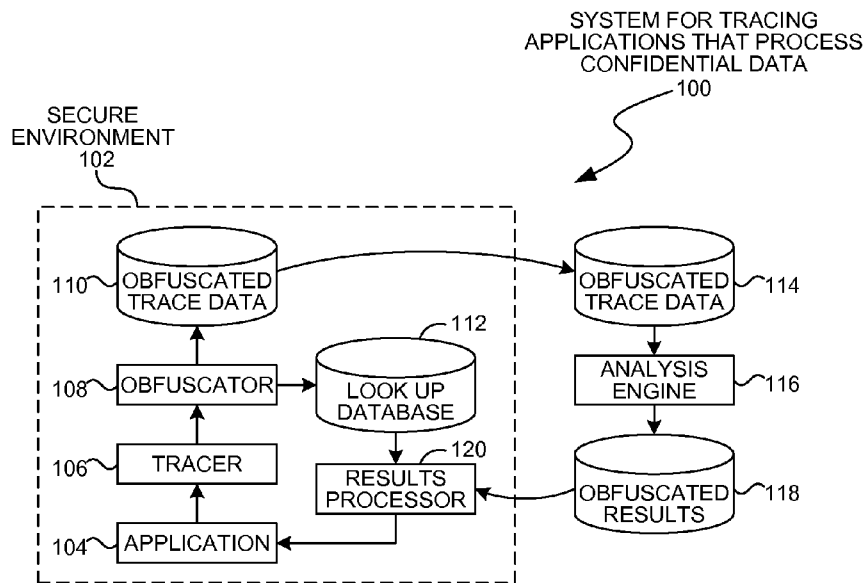 SYSTEM FOR TRACING
APPLICATIONS THAT PROCESS
CONFIDENTIAL DATA
100
SECURE
ENVIRONMENT
102
110
OBFUSCATED
TRACE DATA
OBFUSCATED
TRACE DATA
114
112
108
OBFUSCATOR
LOOK UP
DATABASE
ANALYSIS
ENGINE
116
106
TRACER
120
RESULTS
PROCESSOR
OBFUSCATED
RESULTS
118
104
APPLICATION